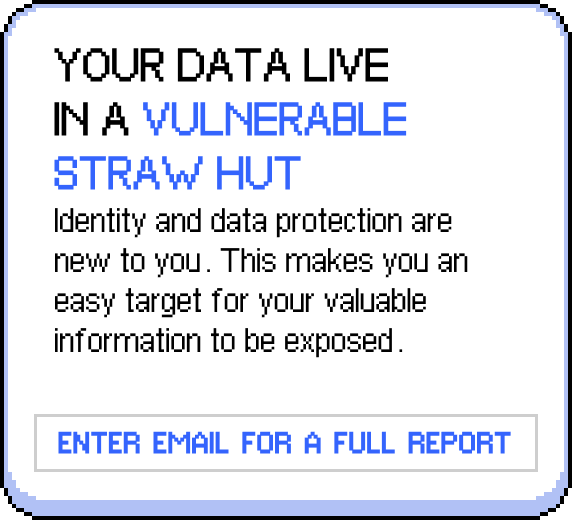 YOUR DATA LIVE
IN A VULNERABLE
STRAW HUT
Identity and data protection are
new to you. This makes you an
easy target for your valuable
information to be exposed.
ENTER EMAIL FOR A FULL REPORT